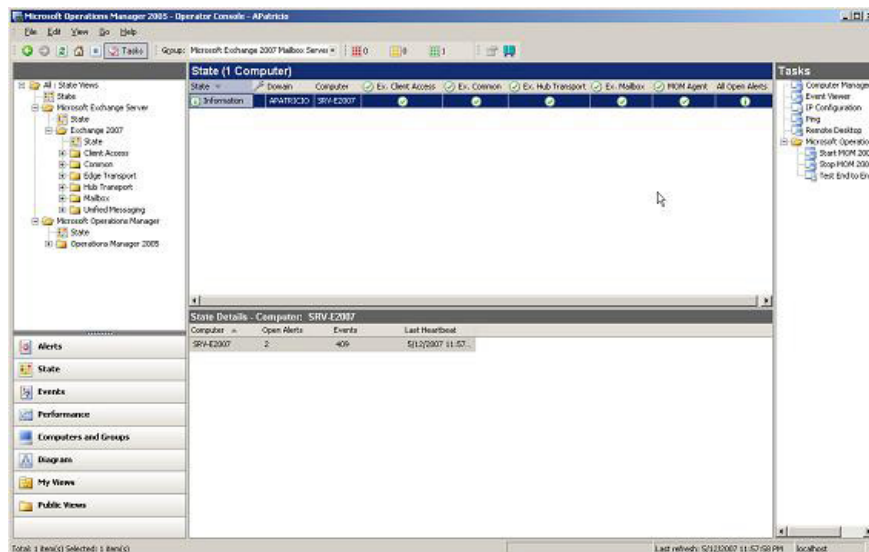 Microsoft Operations Manager 2005 - Operator Console - APatricio
File Edit View Go Help
Tasks Group: Microsoft Exchange 2007 Mailbox Server 0 0 1
State (1 Computer)
Tasks
All : State Views
State
Microsoft Exchange Server
State
Exchange 2007
State
Client Access
Common
Edge Transport
Hub Transport
Mailbox
Unified Messaging
Microsoft Operations Manager
State
Operations Manager 2005
State Domain Computer Ex. Client Access Ex. Common Ex. Hub Transport Ex. Mailbox MOM Agent All Open Alerts
Information APATRICIO SRV-E2007
Computer Manage
Event Viewer
IP Configuration
Ping
Remote Desktop
Microsoft Operatio
Start MOM 200
Stop MOM 200
Test End to En
State Details - Computer: SRV-E2007
Computer Open Alerts Events Last Heartbeat
SRV-E2007 2 409 5/12/2007 11:57...
Alerts
State
Events
Performance
Computers and Groups
Diagram
My Views
Public Views
Total: 1 item(s) Selected: 1 item(s)
Last refresh: 5/12/2007 11:57:58 PM localhost